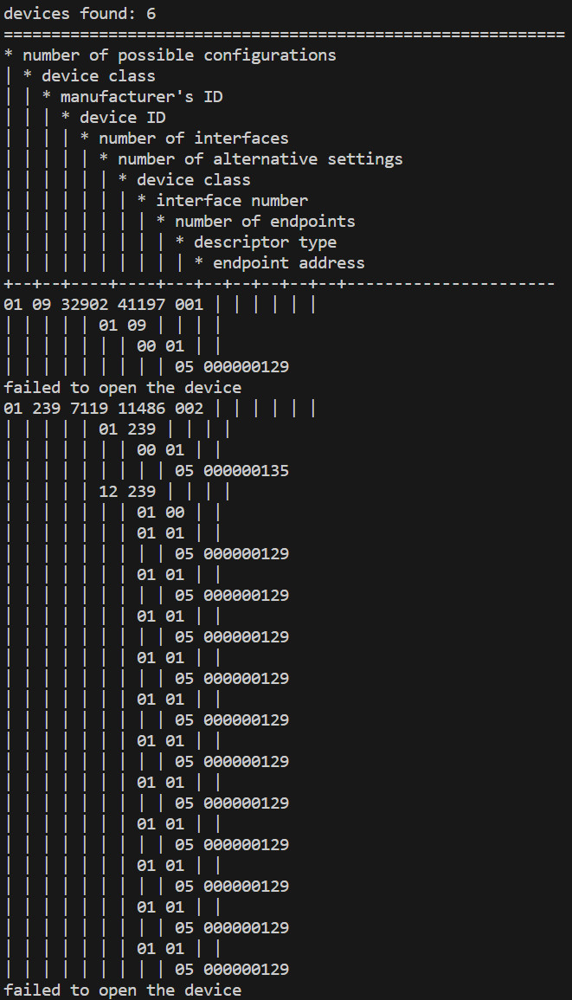 devices found: 6
===========================================================
* number of possible configurations
| * device class
| | * manufacturer's ID
| | | * device ID
| | | | * number of interfaces
| | | | | * number of alternative settings
| | | | | | * device class
| | | | | | | * interface number
| | | | | | | | * number of endpoints
| | | | | | | | | * descriptor type
| | | | | | | | | | * endpoint address
+--+--+----+----+---+--+--+--+--+--+----------------------
01 09 32902 41197 001 | | | | | |
| | | | | 01 09 | | | |
| | | | | | | 00 01 | |
| | | | | | | | | 05 000000129
failed to open the device
01 239 7119 11486 002 | | | | | |
| | | | | 01 239 | | | |
| | | | | | | 00 01 | |
| | | | | | | | | 05 000000135
| | | | | 12 239 | | | |
| | | | | | | 01 00 | |
| | | | | | | 01 01 | |
| | | | | | | | | 05 000000129
| | | | | | | 01 01 | |
| | | | | | | | | 05 000000129
| | | | | | | 01 01 | |
| | | | | | | | | 05 000000129
| | | | | | | 01 01 | |
| | | | | | | | | 05 000000129
| | | | | | | 01 01 | |
| | | | | | | | | 05 000000129
| | | | | | | 01 01 | |
| | | | | | | | | 05 000000129
| | | | | | | 01 01 | |
| | | | | | | | | 05 000000129
| | | | | | | 01 01 | |
| | | | | | | | | 05 000000129
| | | | | | | 01 01 | |
| | | | | | | | | 05 000000129
| | | | | | | 01 01 | |
| | | | | | | | | 05 000000129
| | | | | | | 01 01 | |
| | | | | | | | | 05 000000129
failed to open the device